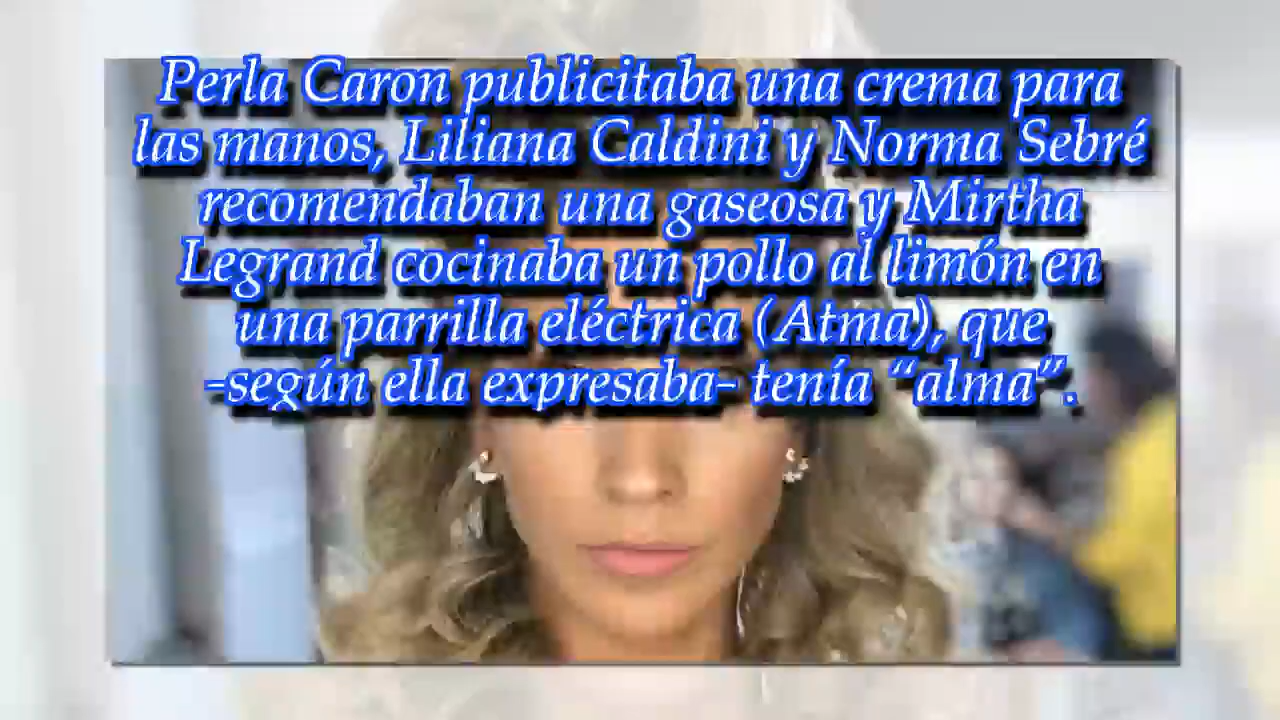 Perla Caron publicitaba una crema para
las manos, Liliana Caldini y Norma Sebré
recomendaban una gaseosa y Mirtha
Legrand cocinaba un pollo al limón en
una parrilla eléctrica (Atma), que
-según ella expresaba- tenía “alma”.